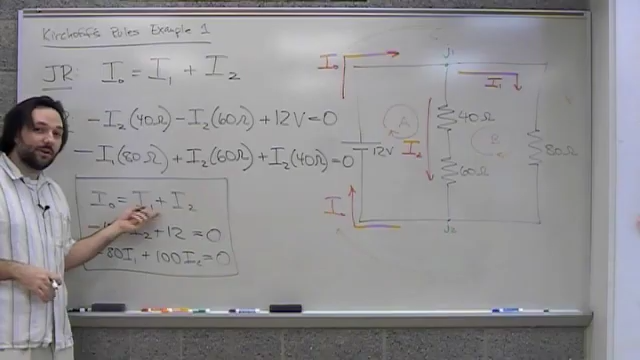 Kirchoff's Rules Example 1
JR: I₀ = I₁ + I₂
-I₂(40Ω) - I₂(60Ω) + 12V = 0
-I₁(80Ω) + I₂(60Ω) + I₂(40Ω) = 0
I₀ = I₁ + I₂
I₂ + 12 = 0
-80I₁ + 100I₂ = 0
J1
I₀
I₁
40Ω
12V
I₂
80Ω
60Ω
I₀
J2